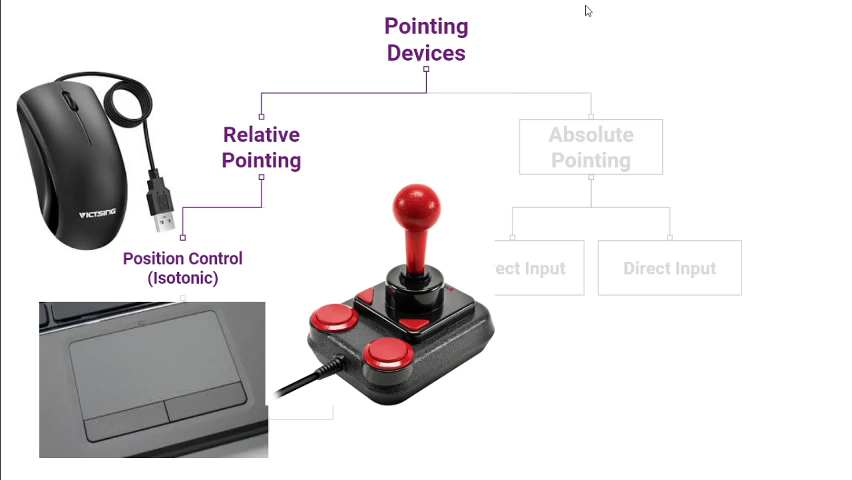 Pointing
Devices
Relative
Pointing
Absolute
Pointing
VICTSING
Position Control
(Isotonic)
ect Input
Direct Input